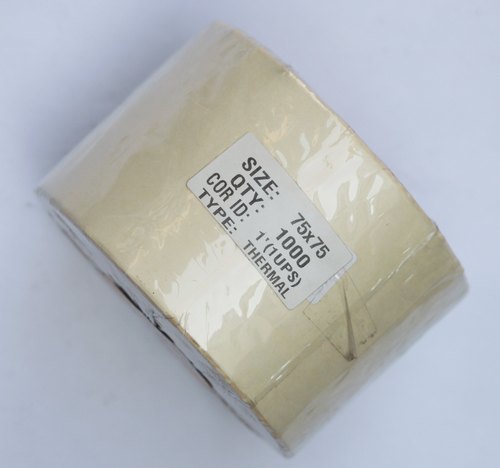 SIZE: 75x75
QTY: 1000
COR ID: 1'(1UPS)
TYPE: THERMAL